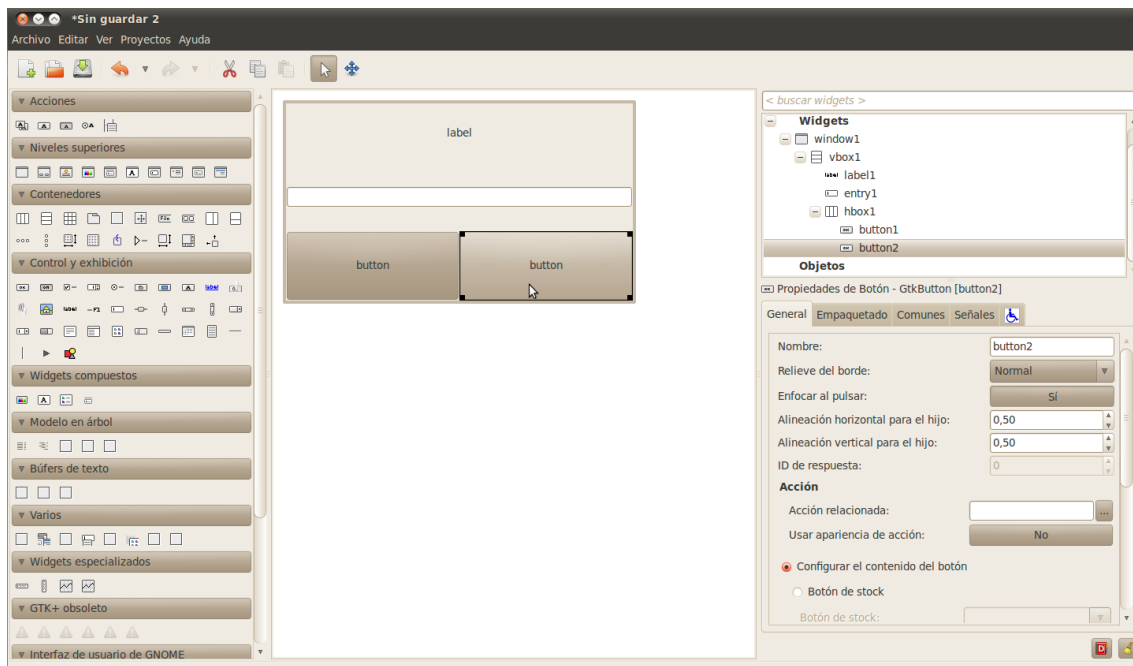 *Sin guardar 2
Archivo Editar Ver Proyectos Ayuda
Acciones
Niveles superiores
Contenedores
Control y exhibición
Widgets compuestos
Modelo en árbol
Búfers de texto
Varios
Widgets especializados
GTK+ obsoleto
Interfaz de usuario de GNOME
label
button
button
< buscar widgets >
Widgets
window1
vbox1
label1
entry1
hbox1
button1
button2
Objetos
Propiedades de Botón - GtkButton [button2]
General Empaquetado Comunes Señales
Nombre: button2
Relieve del borde: Normal
Enfocar al pulsar: Sí
Alineación horizontal para el hijo: 0,50
Alineación vertical para el hijo: 0,50
ID de respuesta: 0
Acción
Acción relacionada: ...
Usar apariencia de acción: No
Configurar el contenido del botón
Botón de stock
Botón de stock: